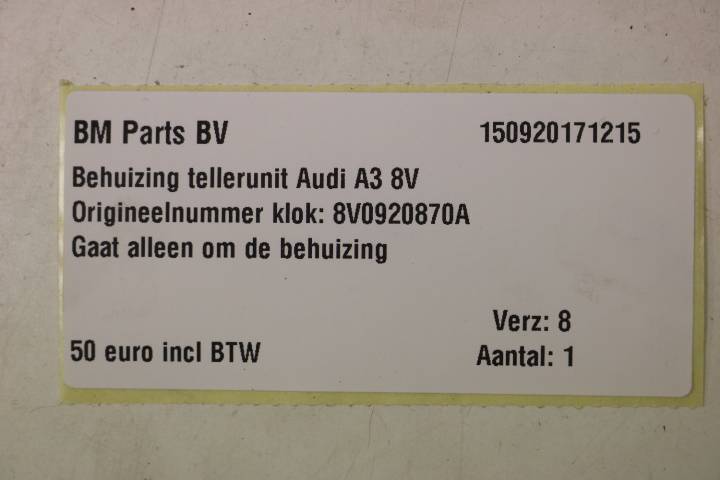 BM Parts BV 150920171215
Behuizing tellerunit Audi A3 8V
Origineelnummer klok: 8V0920870A
Gaat alleen om de behuizing
Verz: 8
50 euro incl BTW Aantal: 1